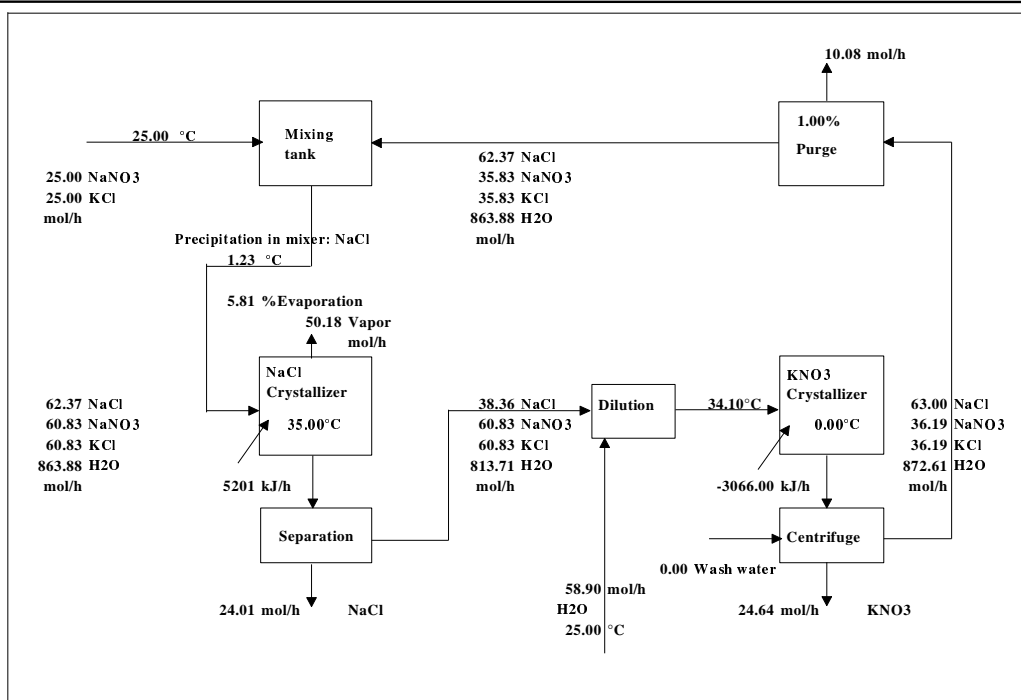 10.08 mol/h
25.00 °C
Mixing
tank
1.00%
Purge
25.00 NaNO3
25.00 KCl
mol/h
62.37 NaCl
35.83 NaNO3
35.83 KCl
863.88 H2O
mol/h
Precipitation in mixer: NaCl
1.23 °C
5.81 %Evaporation
50.18 Vapor
mol/h
62.37 NaCl
60.83 NaNO3
60.83 KCl
863.88 H2O
mol/h
NaCl
Crystallizer
35.00°C
5201 kJ/h
38.36 NaCl
60.83 NaNO3
60.83 KCl
813.71 H2O
mol/h
Dilution
34.10°C
KNO3
Crystallizer
0.00°C
-3066.00 kJ/h
63.00 NaCl
36.19 NaNO3
36.19 KCl
872.61 H2O
mol/h
Separation
Centrifuge
0.00 Wash water
24.01 mol/h NaCl
58.90 mol/h
H2O
25.00 °C
24.64 mol/h KNO3